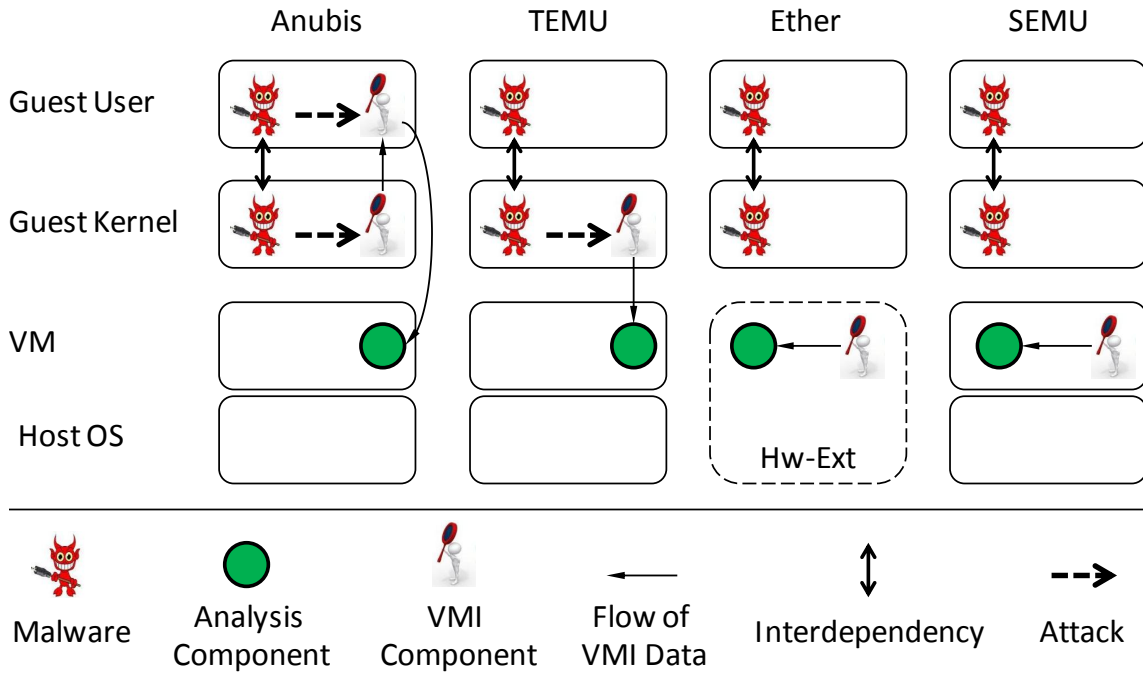 Anubis TEMU Ether SEMU
Guest User
Guest Kernel
VM
Host OS
Hw-Ext
Malware
Analysis
Component
VMI
Component
Flow of
VMI Data
Interdependency
Attack